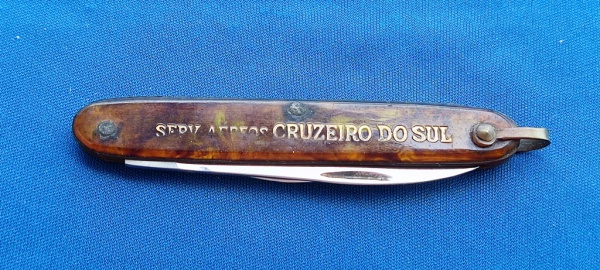 SERV. AEREOS CRUZEIRO DO SUL